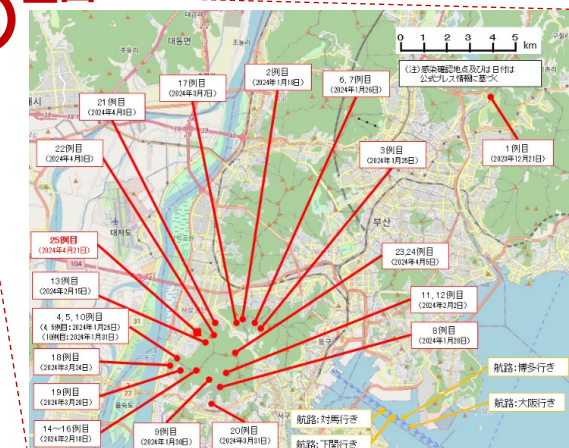 0 1 2 3 4 5
km
(注)感染確認地点及び日付は
公式プレス情報に基づく
17例目
(2024年3月7日)
2例目
(2024年1月18日)
6, 7例目
(2024年1月26日)
21例目
(2024年4月3日)
3例目
(2024年1月25日)
1例目
(2023年12月21日)
22例目
(2024年4月3日)
대동면
부산
대저도
25例目
(2024年4月21日)
23,24例目
(2024年4月5日)
13例目
(2024年2月15日)
11, 12例目
(2024年2月2日)
4, 5, 10例目
(4, 5例目:2024年1月26日)
(10例目:2024年1月31日)
8例目
(2024年1月28日)
18例目
(2024年3月24日)
航路:博多行き
19例目
(2024年3月28日)
航路:大阪行き
14～16例目
(2024年2月18日)
9例目
(2024年1月30日)
20例目
(2024年3月31日)
서구
航路:対馬行き
航路:下関行き
104
31
77